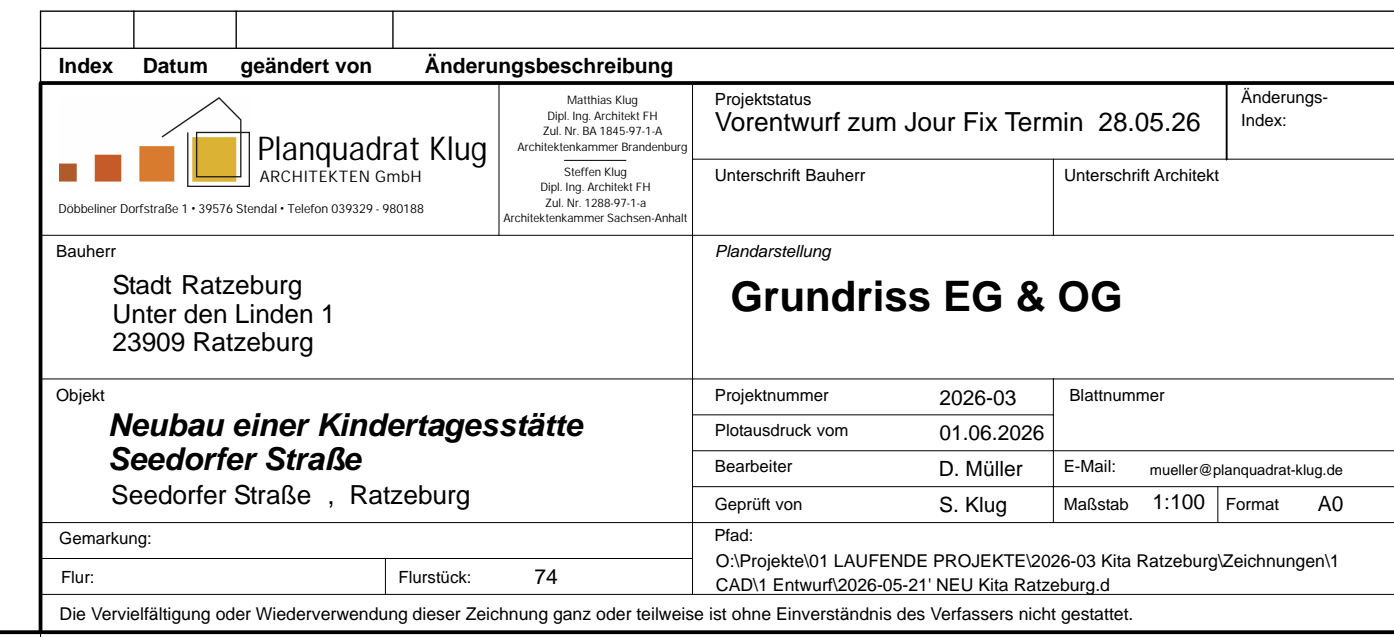 Index Datum geändert von Änderungsbeschreibung
Planquadrat Klug
ARCHITEKTEN GmbH
Döbbeliner Dorfstraße 1 • 39576 Stendal • Telefon 039329 - 980188
Matthias Klug
Dipl. Ing. Architekt FH
Zul. Nr. BA 1845-97-1-A
Architektenkammer Brandenburg
Steffen Klug
Dipl. Ing. Architekt FH
Zul. Nr. 1288-97-1-a
Architektenkammer Sachsen-Anhalt
Projektstatus
Vorentwurf zum Jour Fix Termin 28.05.26
Änderungs-
Index:
Unterschrift Bauherr
Unterschrift Architekt
Bauherr
Stadt Ratzeburg
Unter den Linden 1
23909 Ratzeburg
Plandarstellung
Grundriss EG & OG
Objekt
Neubau einer Kindertagesstätte
Seedorfer Straße
Seedorfer Straße , Ratzeburg
Projektnummer 2026-03
Blattnummer
Plotausdruck vom 01.06.2026
Bearbeiter D. Müller
E-Mail: mueller@planquadrat-klug.de
Geprüft von S. Klug
Maßstab 1:100
Format A0
Gemarkung:
Flur:
Flurstück: 74
Pfad:
O:\Projekte\01 LAUFENDE PROJEKTE\2026-03 Kita Ratzeburg\Zeichnungen\1
CAD\1 Entwurf\2026-05-21' NEU Kita Ratzeburg.d
Die Vervielfältigung oder Wiederverwendung dieser Zeichnung ganz oder teilweise ist ohne Einverständnis des Verfassers nicht gestattet.